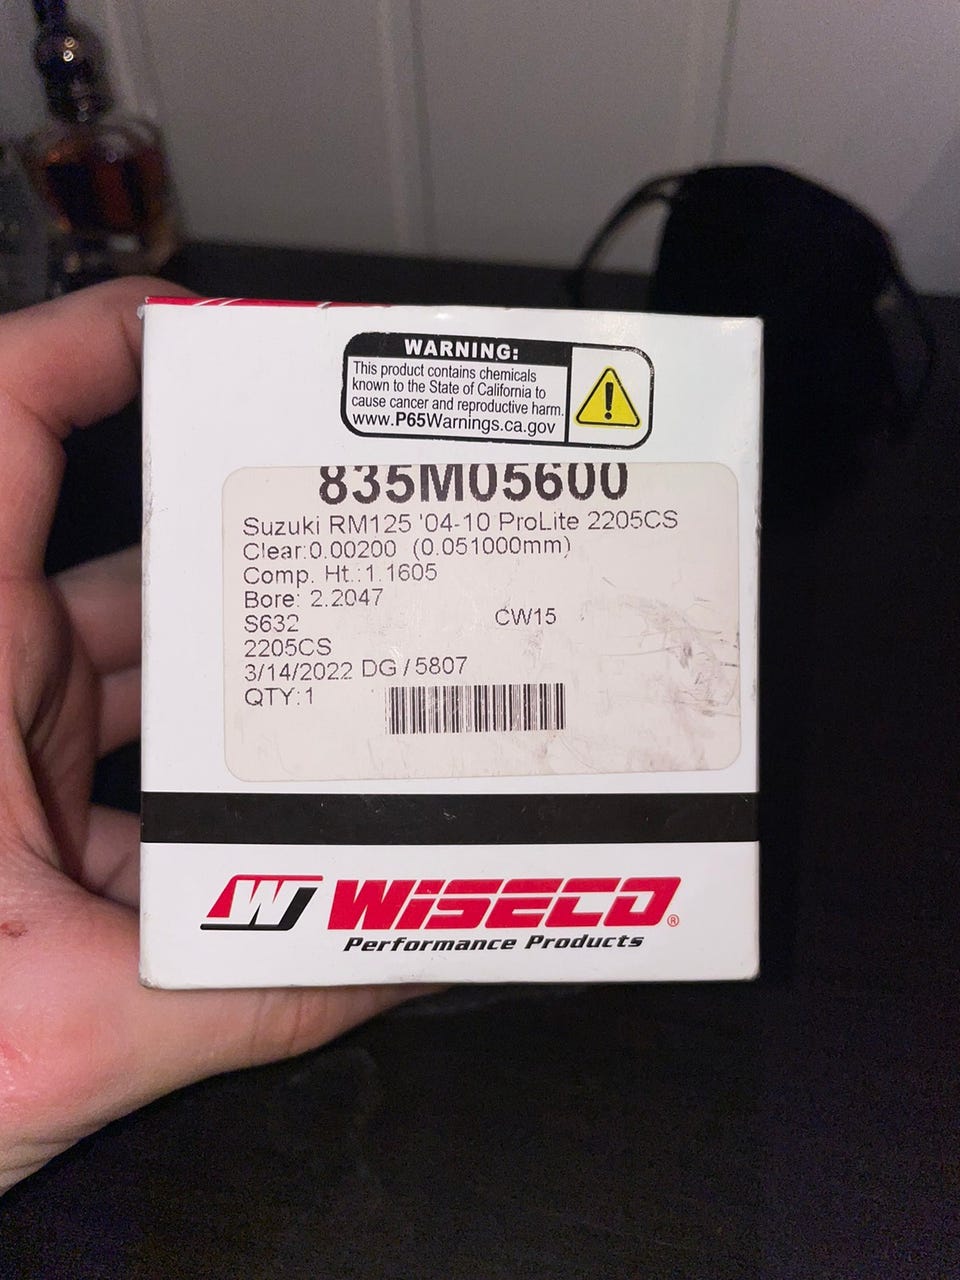 WARNING:
This product contains chemicals
known to the State of California to
cause cancer and reproductive harm.
www.P65Warnings.ca.gov
835M05600
Suzuki RM125 '04-10 ProLite 2205CS
Clear:0.00200 (0.051000mm)
Comp. Ht.:1.1605
Bore: 2.2047
S632 CW15
2205CS
3/14/2022 DG / 5807
QTY:1
W WISECO®
Performance Products